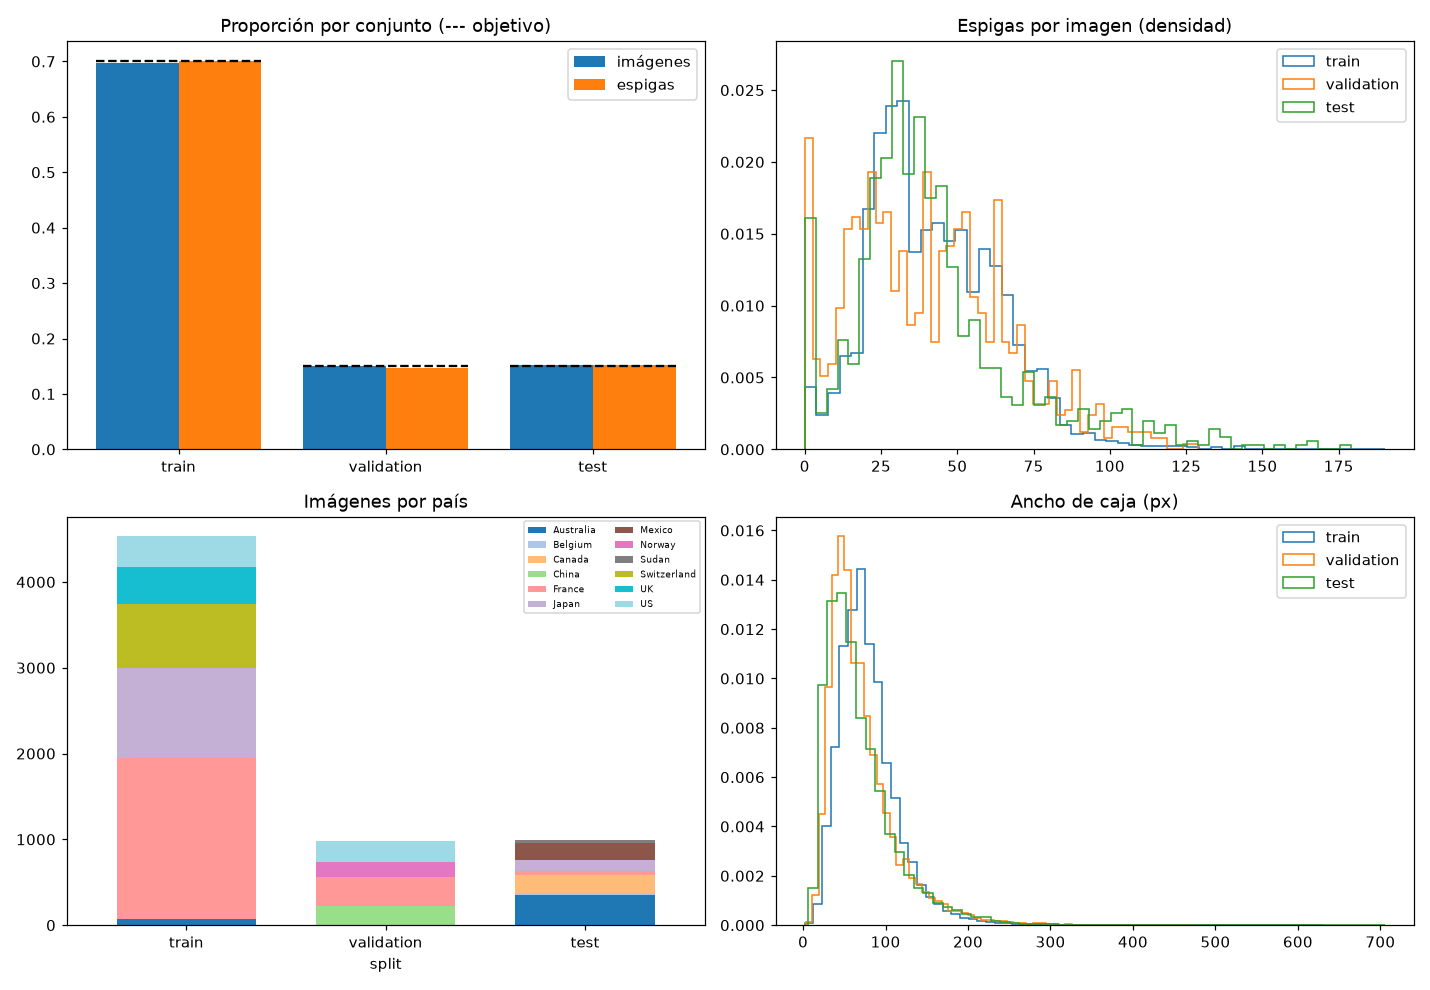 Proporción por conjunto (--- objetivo)
0.7
0.6
0.5
0.4
0.3
0.2
0.1
0.0
train validation test
imágenes
espigas
Espigas por imagen (densidad)
0.025
0.020
0.015
0.010
0.005
0.000
0 25 50 75 100 125 150 175
train
validation
test
Imágenes por país
4000
3000
2000
1000
0
train validation test
split
Australia Mexico
Belgium Norway
Canada Sudan
China Switzerland
France UK
Japan US
Ancho de caja (px)
0.016
0.014
0.012
0.010
0.008
0.006
0.004
0.002
0.000
0 100 200 300 400 500 600 700
train
validation
test